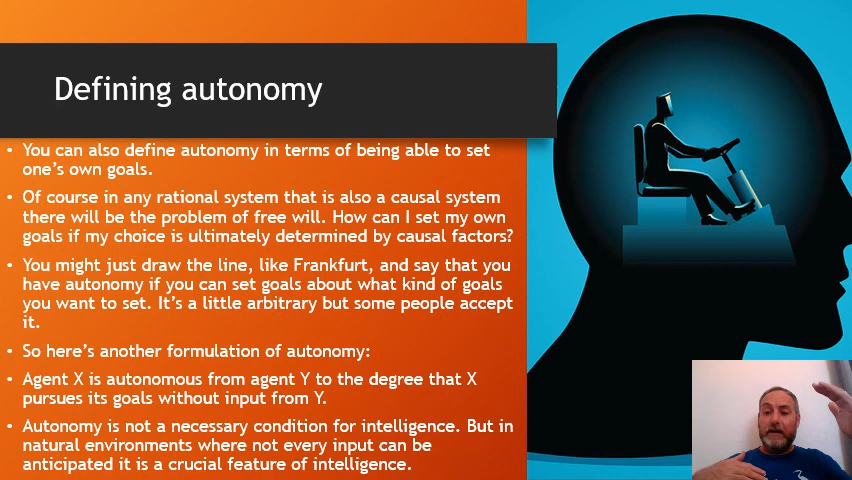 Defining autonomy
• You can also define autonomy in terms of being able to set
one's own goals.
• Of course in any rational system that is also a causal system
there will be the problem of free will. How can I set my own
goals if my choice is ultimately determined by causal factors?
• You might just draw the line, like Frankfurt, and say that you
have autonomy if you can set goals about what kind of goals
you want to set. It's a little arbitrary but some people accept
it.
• So here's another formulation of autonomy:
• Agent X is autonomous from agent Y to the degree that X
pursues its goals without input from Y.
• Autonomy is not a necessary condition for intelligence. But in
natural environments where not every input can be
anticipated it is a crucial feature of intelligence.